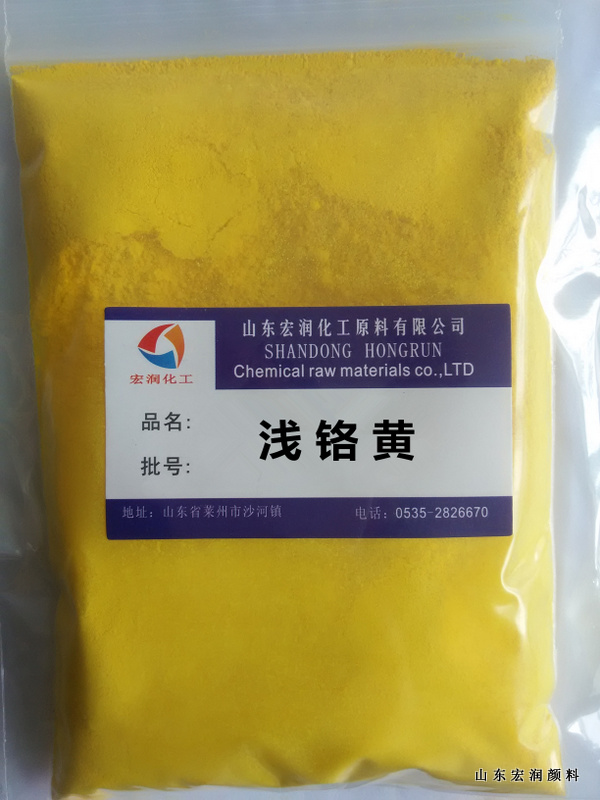 山东宏润化工原料有限公司
SHANDONG HONGRUN
Chemical raw materials co.,LTD
宏润化工
品名: 浅铬黄
批号:
地址: 山东省莱州市沙河镇 电话: 0535-2826670
山东宏润颜料